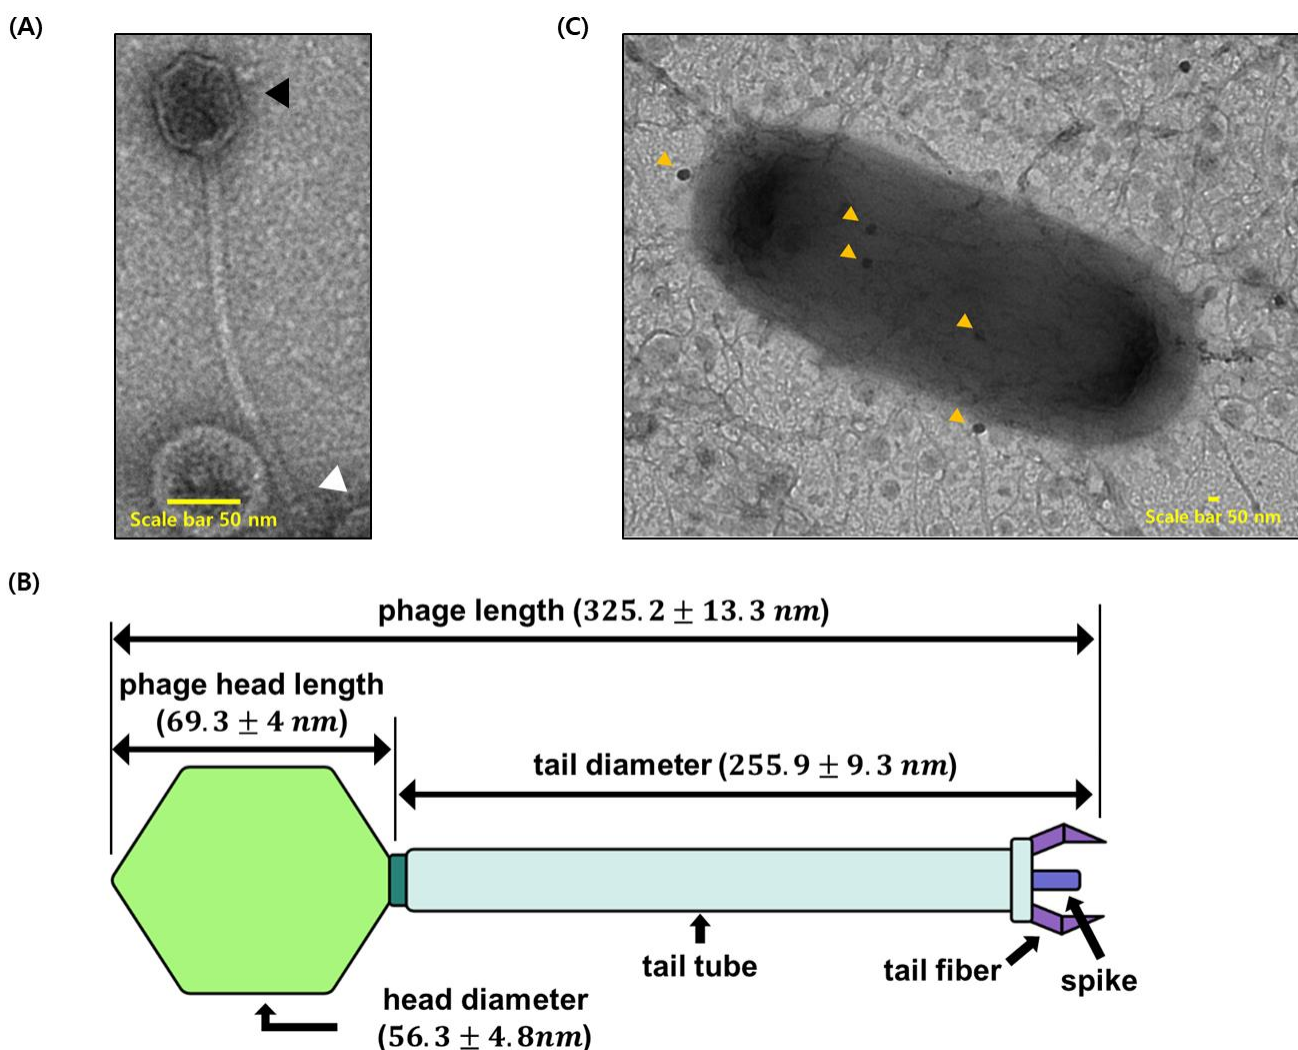 (A)
(C)
Scale bar 50 nm
Scale bar 50 nm
(B)
phage length (325.2 ± 13.3 nm)
phage head length
(69.3 ± 4 nm)
tail diameter (255.9 ± 9.3 nm)
tail tube
tail fiber
spike
head diameter
(56.3 ± 4.8nm)